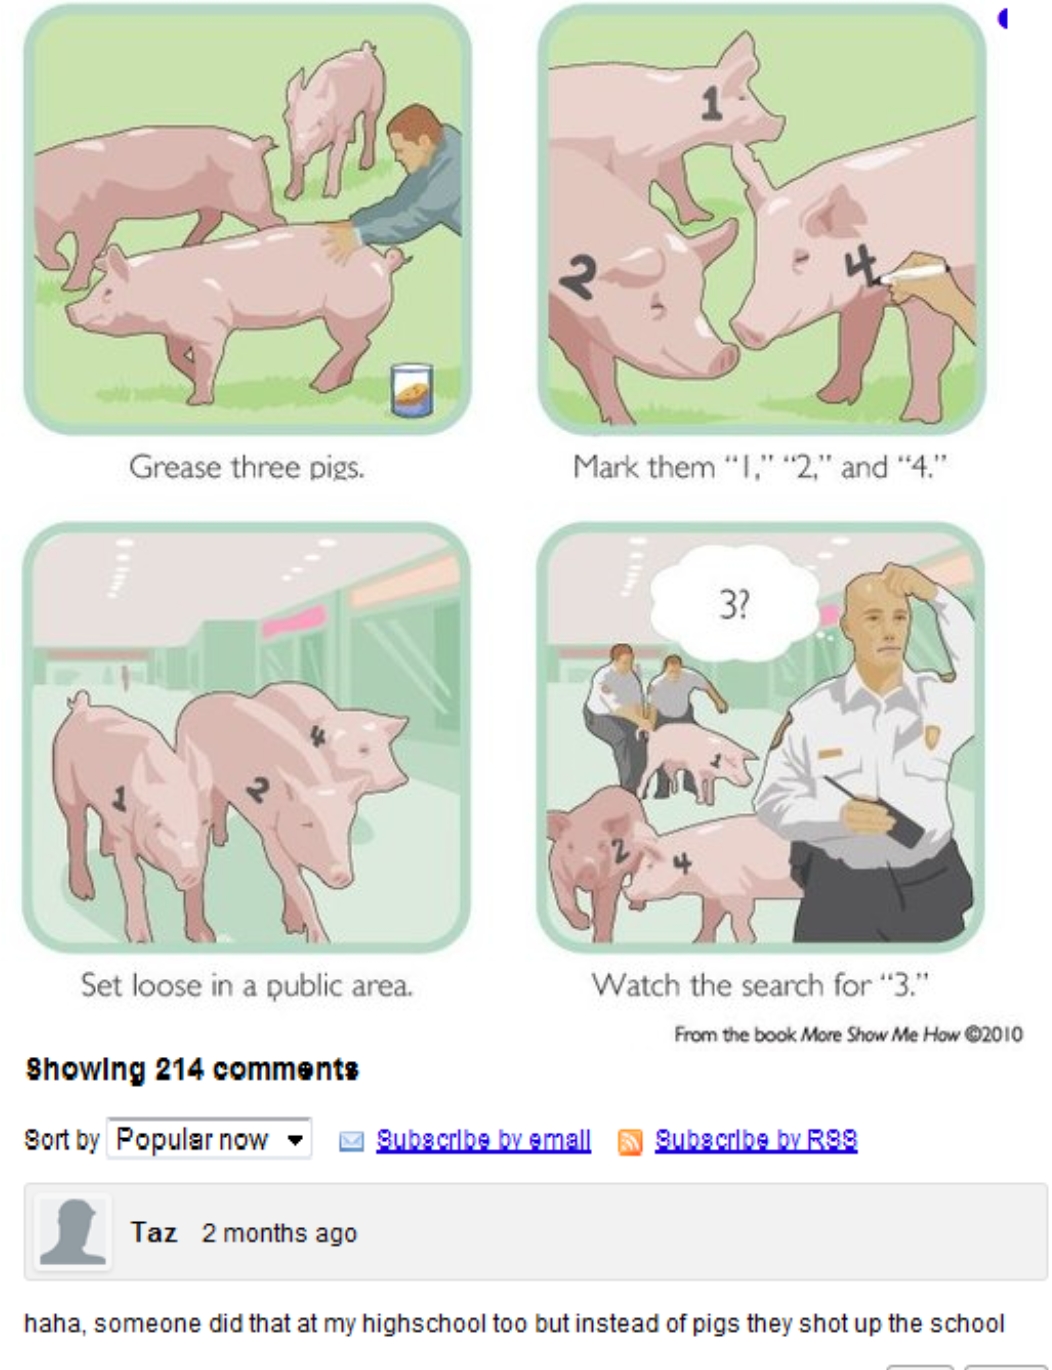 1
2
4
Grease three pigs.
Mark them “1,” “2,” and “4.”
3?
1
2
4
1
2
4
Set loose in a public area.
Watch the search for “3.”
From the book More Show Me How ©2010
Showing 214 comments
Sort by Popular now Subscribe by email Subscribe by RSS
Taz 2 months ago
haha, someone did that at my highschool too but instead of pigs they shot up the school